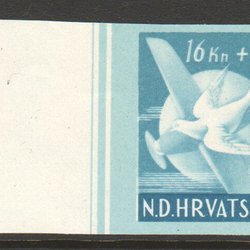 16 Kn +
N.D.HRVATS